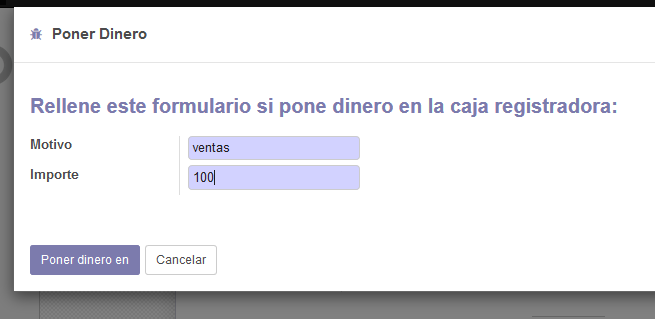 Poner Dinero
Rellene este formulario si pone dinero en la caja registradora:
Motivo ventas
Importe 100
Poner dinero en Cancelar